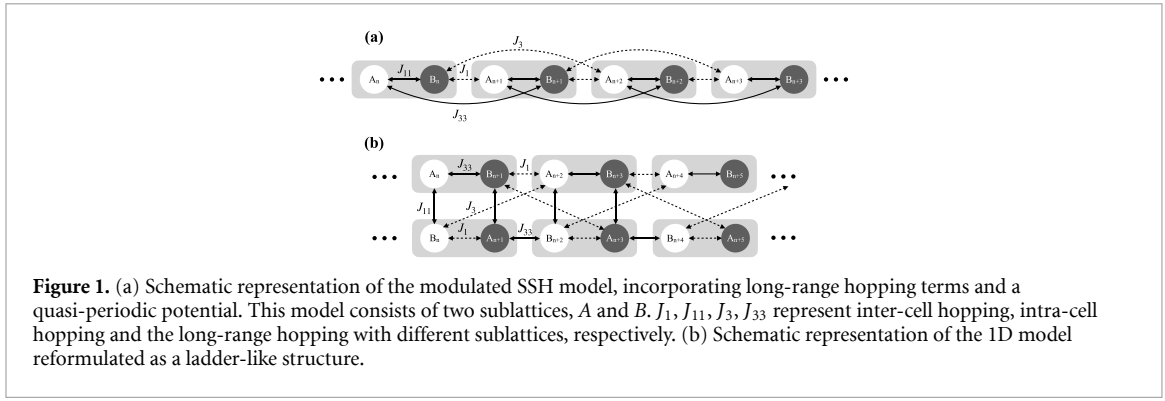 (a)
J₃
J₁₁ J₁
••• Aₙ Bₙ Aₙ₊₁ Bₙ₊₁ Aₙ₊₂ Bₙ₊₂ Aₙ₊₃ Bₙ₊₃ •••
J₃₃
(b)
J₃₃ J₁
••• Aₙ Bₙ₊₁ Aₙ₊₂ Bₙ₊₃ Aₙ₊₄ Bₙ₊₅ •••
J₁₁ J₃
J₁ J₃₃
••• Bₙ Aₙ₊₁ Bₙ₊₂ Aₙ₊₃ Bₙ₊₄ Aₙ₊₅ •••
Figure 1. (a) Schematic representation of the modulated SSH model, incorporating long-range hopping terms and a
quasi-periodic potential. This model consists of two sublattices, A and B. J₁, J₁₁, J₃, J₃₃ represent inter-cell hopping, intra-cell
hopping and the long-range hopping with different sublattices, respectively. (b) Schematic representation of the 1D model
reformulated as a ladder-like structure.